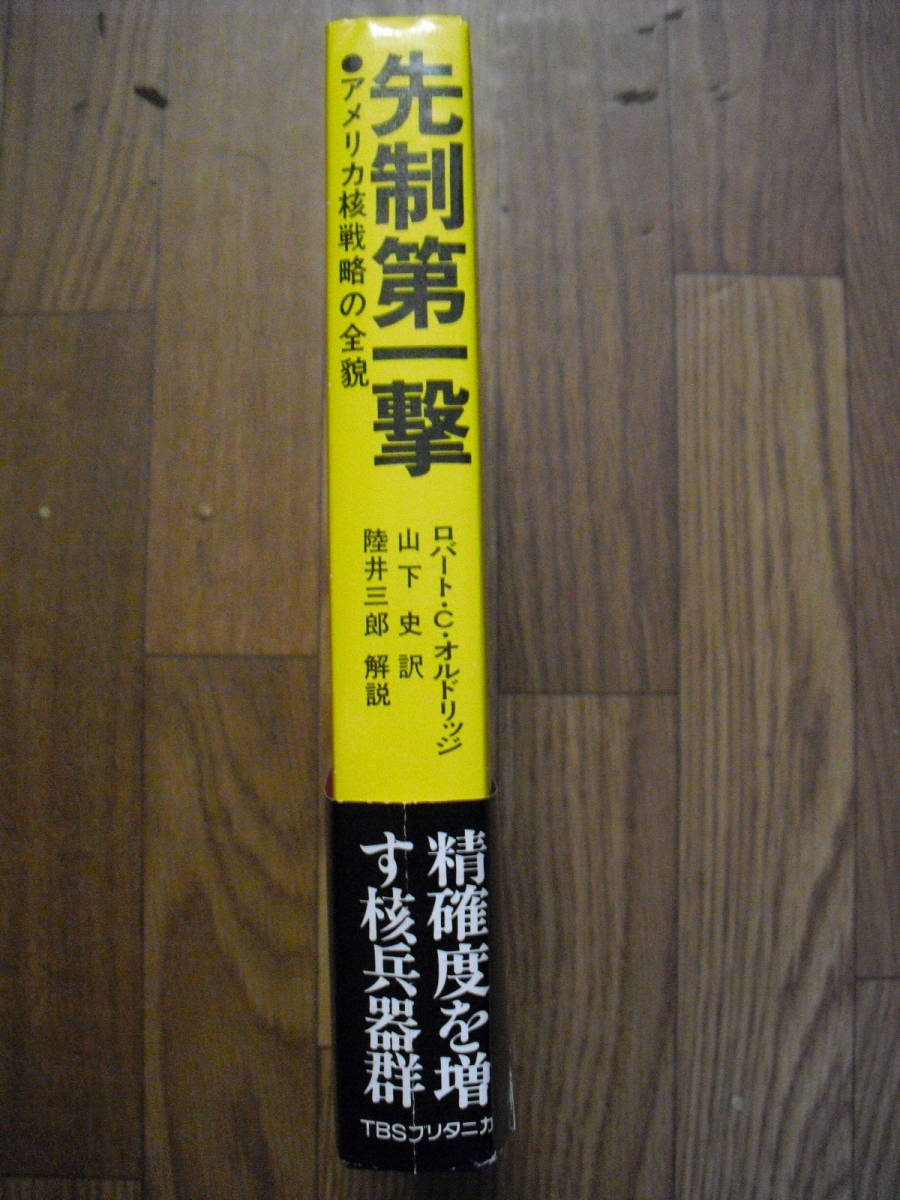 先制第一撃
●アメリカ核戦略の全貌
ロバート・C・オルドリッジ
山下 史 訳
陸井三郎 解説
精確度を増
す核兵器群
TBSブリタニカ